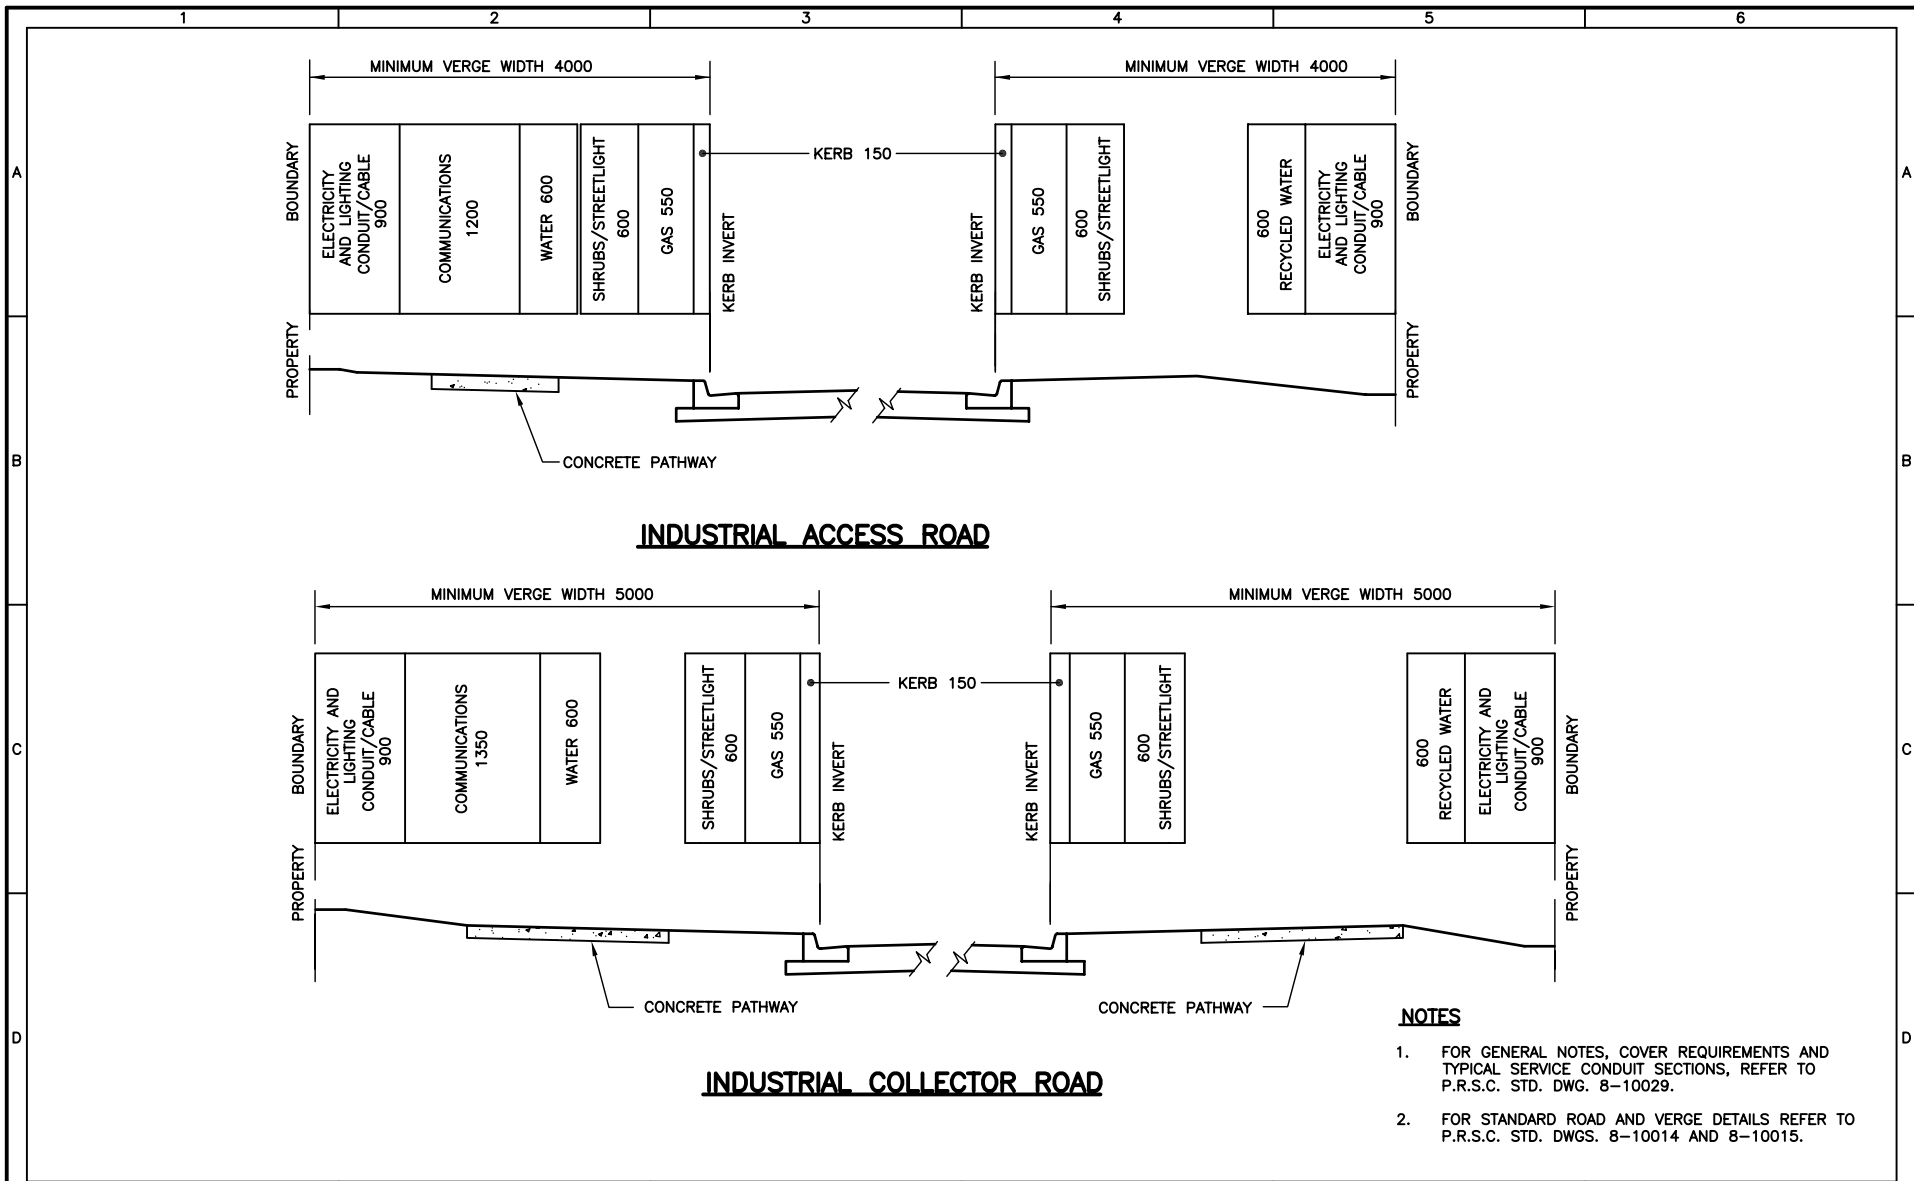 1 2 3 4 5 6
MINIMUM VERGE WIDTH 4000
MINIMUM VERGE WIDTH 4000
A
A
BOUNDARY
ELECTRICITY
AND LIGHTING
CONDUIT/CABLE
900
COMMUNICATIONS
1200
WATER 600
SHRUBS/STREETLIGHT
600
GAS 550
KERB INVERT
KERB 150
KERB INVERT
GAS 550
600
SHRUBS/STREETLIGHT
600
RECYCLED WATER
ELECTRICITY
AND LIGHTING
CONDUIT/CABLE
900
BOUNDARY
PROPERTY
PROPERTY
B
B
CONCRETE PATHWAY
INDUSTRIAL ACCESS ROAD
MINIMUM VERGE WIDTH 5000
MINIMUM VERGE WIDTH 5000
C
C
BOUNDARY
ELECTRICITY AND
LIGHTING
CONDUIT/CABLE
900
COMMUNICATIONS
1350
WATER 600
SHRUBS/STREETLIGHT
600
GAS 550
KERB INVERT
KERB 150
KERB INVERT
GAS 550
600
SHRUBS/STREETLIGHT
600
RECYCLED WATER
ELECTRICITY AND
LIGHTING
CONDUIT/CABLE
900
BOUNDARY
PROPERTY
PROPERTY
CONCRETE PATHWAY
CONCRETE PATHWAY
D
D
INDUSTRIAL COLLECTOR ROAD
NOTES
1. FOR GENERAL NOTES, COVER REQUIREMENTS AND
TYPICAL SERVICE CONDUIT SECTIONS, REFER TO
P.R.S.C. STD. DWG. 8-10029.
2. FOR STANDARD ROAD AND VERGE DETAILS REFER TO
P.R.S.C. STD. DWGS. 8-10014 AND 8-10015.